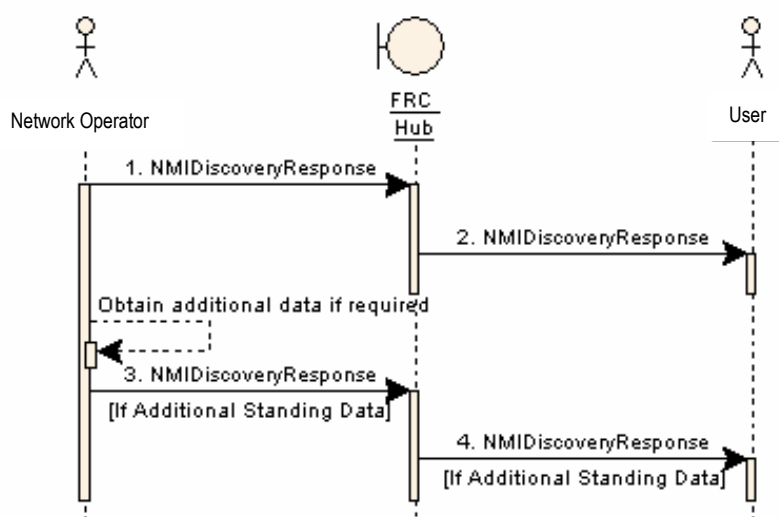 Network Operator
FRC
Hub
User
1. NMIDiscoveryResponse
2. NMIDiscoveryResponse
Obtain additional data if required
3. NMIDiscoveryResponse
[If Additional Standing Data]
4. NMIDiscoveryResponse
[If Additional Standing Data]